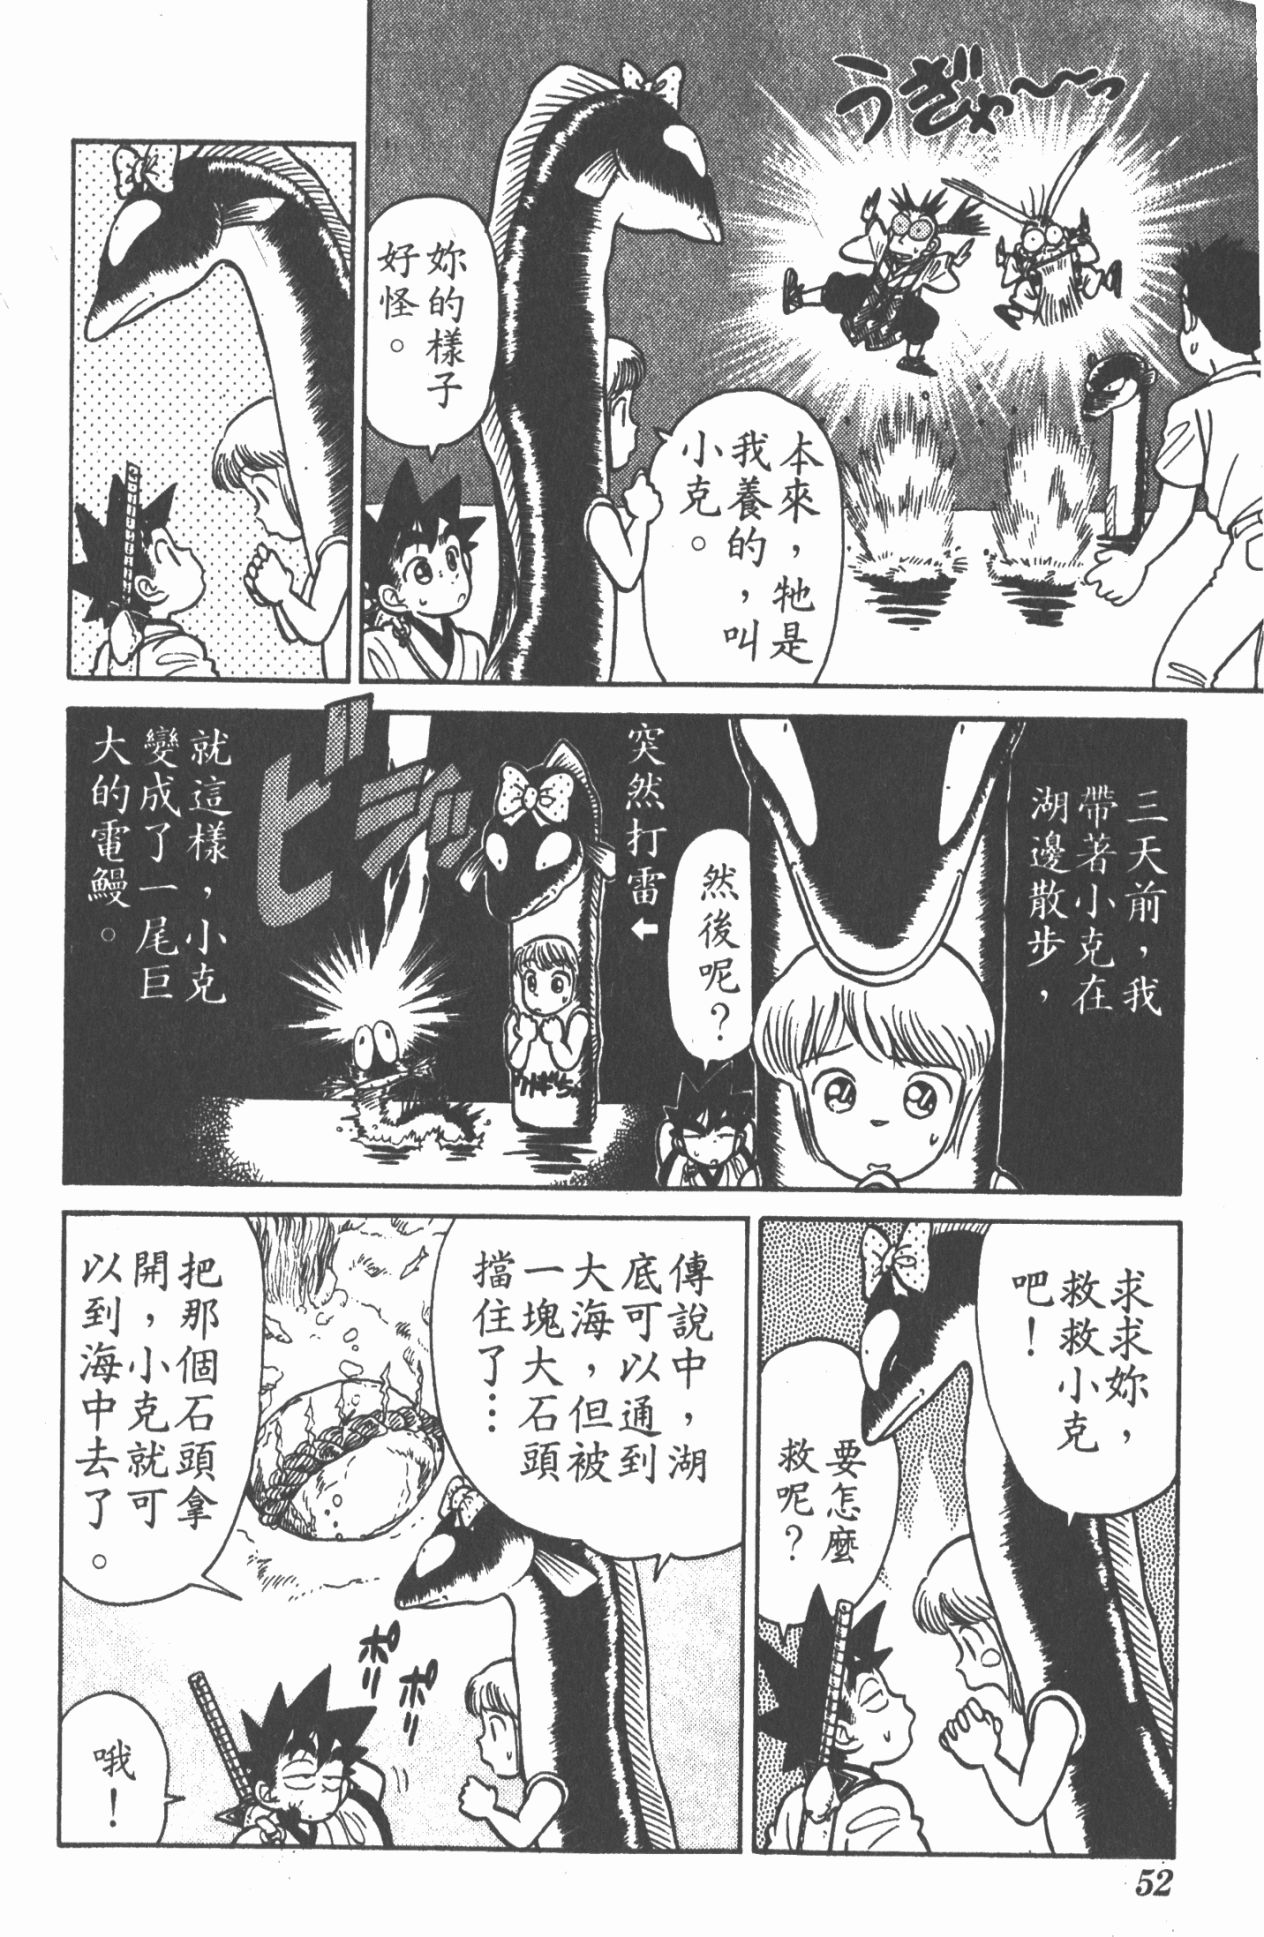 うぎゃ〜〜っ
本來，牠是
我養的，叫
小克。
妳的樣子
好怪。
三天前，我
帶著小克在
湖邊散步，
然後呢？
突然打雷
ビジッ
就這樣，小克
變成了一尾巨
大的電鰻。
求求妳，
救救小克
吧！
要怎麼
救呢？
傳說中，湖
底可以通到
大海，但被
一塊大石頭
擋住了…
把那個石頭拿
開，小克就可
以到海中去了。
ポリ
ポリ
哦！
52